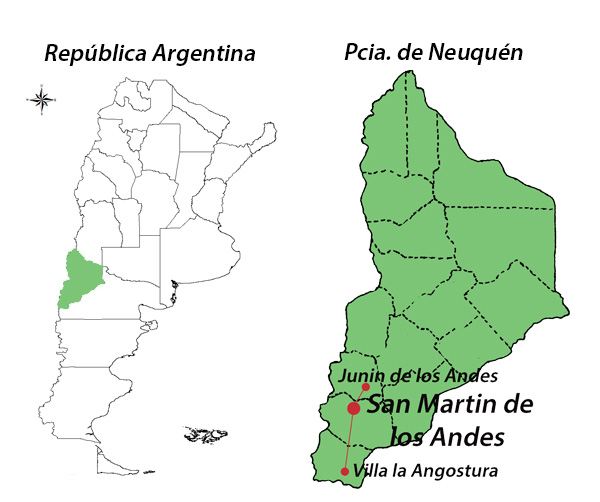 República Argentina
Pcia. de Neuquén
Junin de los Andes
San Martin de
los Andes
Villa la Angostura